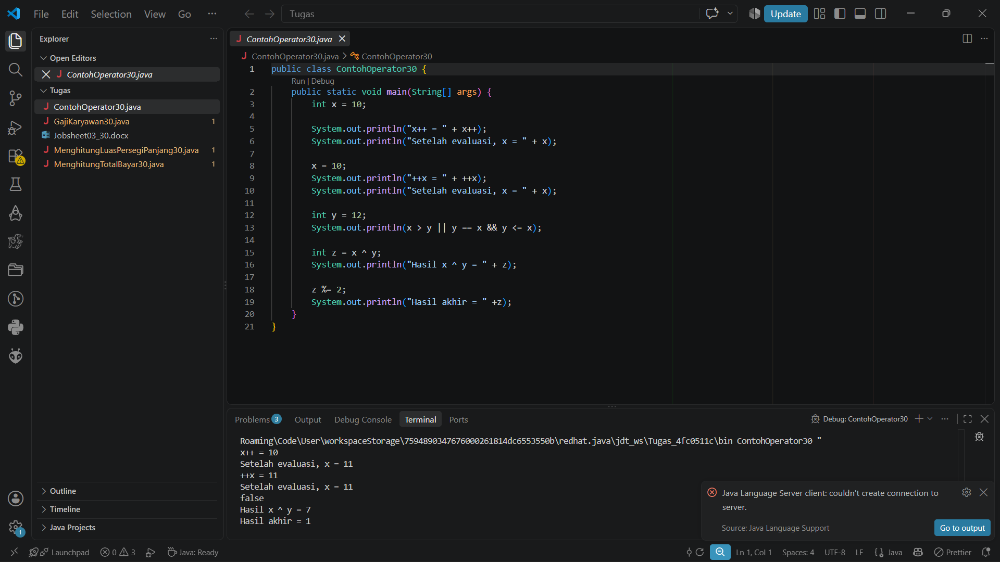 File Edit Selection View Go ··· Tugas Update
Explorer ···
Open Editors
ContohOperator30.java
Tugas
ContohOperator30.java
GajiKaryawan30.java 1
Jobsheet03_30.docx
MenghitungLuasPersegiPanjang30.java 1
MenghitungTotalBayar30.java 1
Outline
Timeline
Java Projects
ContohOperator30.java
ContohOperator30.java > ContohOperator30
1 public class ContohOperator30 {
Run | Debug
2 public static void main(String[] args) {
3 int x = 10;
4
5 System.out.println("x++ = " + x++);
6 System.out.println("Setelah evaluasi, x = " + x);
7
8 x = 10;
9 System.out.println("++x = " + ++x);
10 System.out.println("Setelah evaluasi, x = " + x);
11
12 int y = 12;
13 System.out.println(x > y || y == x && y <= x);
14
15 int z = x ^ y;
16 System.out.println("Hasil x ^ y = " + z);
17
18 z %= 2;
19 System.out.println("Hasil akhir = " +z);
20 }
21 }
Problems 3 Output Debug Console Terminal Ports Debug: ContohOperator30
Roaming\Code\User\workspaceStorage\7594890347676000261814dc6553550b\redhat.java\jdt_ws\Tugas_4fc0511c\bin ContohOperator30 "
x++ = 10
Setelah evaluasi, x = 11
++x = 11
Setelah evaluasi, x = 11
false
Hasil x ^ y = 7
Hasil akhir = 1
Java Language Server client: couldn't create connection to
server.
Source: Java Language Support Go to output
1
Launchpad 0 3 Java: Ready Ln 1, Col 1 Spaces: 4 UTF-8 LF Java Prettier